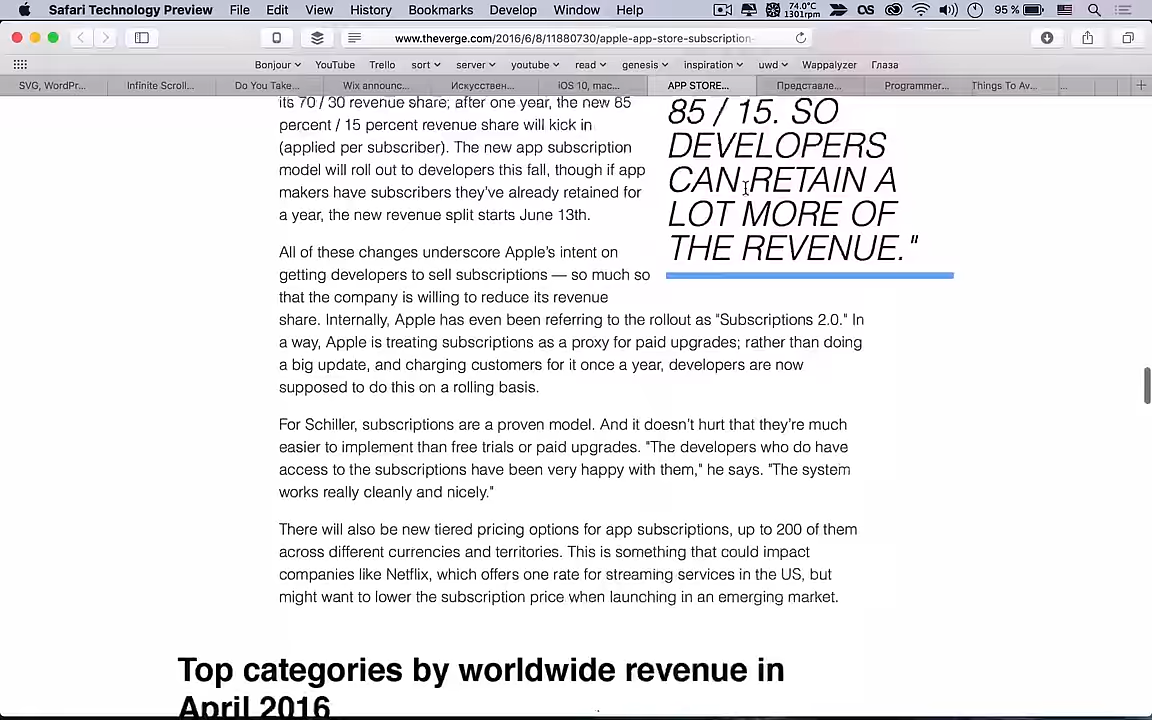 Safari Technology Preview File Edit View History Bookmarks Develop Window Help 74.0°C 1301rpm 95 %
www.theverge.com/2016/6/8/11880730/apple-app-store-subscription-
Bonjour YouTube Trello sort server youtube read genesis inspiration uwd Wappalyzer Глаза
SVG, WordPr... Infinite Scroll... Do You Take... Wix announc... Искусствен... iOS 10, mac... APP STORE... Представле... Programmer... Things To Av... ...
its 70 / 30 revenue share; after one year, the new 85
percent / 15 percent revenue share will kick in
(applied per subscriber). The new app subscription
model will roll out to developers this fall, though if app
makers have subscribers they've already retained for
a year, the new revenue split starts June 13th.
85 / 15. SO
DEVELOPERS
CAN RETAIN A
LOT MORE OF
THE REVENUE."
All of these changes underscore Apple's intent on
getting developers to sell subscriptions — so much so
that the company is willing to reduce its revenue
share. Internally, Apple has even been referring to the rollout as "Subscriptions 2.0." In
a way, Apple is treating subscriptions as a proxy for paid upgrades; rather than doing
a big update, and charging customers for it once a year, developers are now
supposed to do this on a rolling basis.
For Schiller, subscriptions are a proven model. And it doesn't hurt that they're much
easier to implement than free trials or paid upgrades. "The developers who do have
access to the subscriptions have been very happy with them," he says. "The system
works really cleanly and nicely."
There will also be new tiered pricing options for app subscriptions, up to 200 of them
across different currencies and territories. This is something that could impact
companies like Netflix, which offers one rate for streaming services in the US, but
might want to lower the subscription price when launching in an emerging market.
Top categories by worldwide revenue in
April 2016